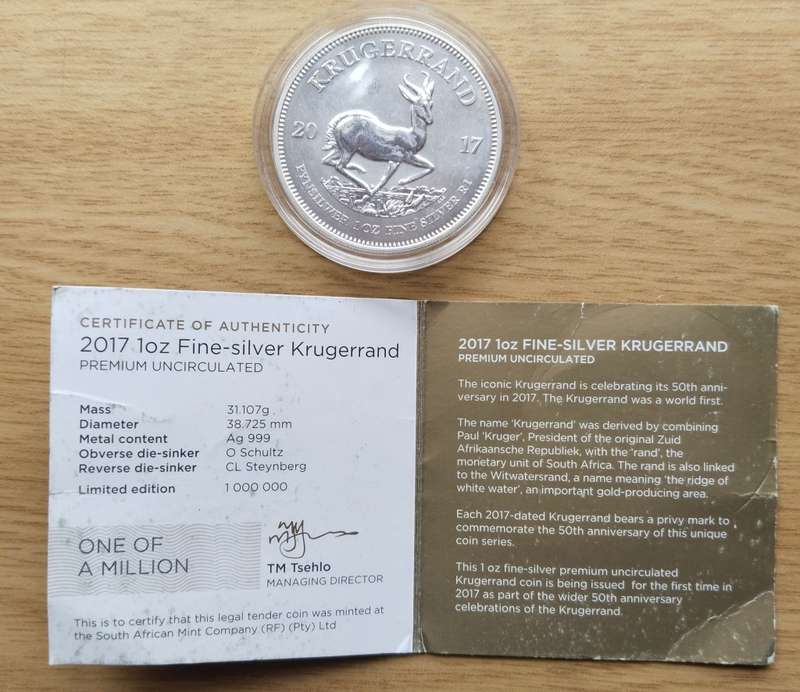 KRUGERRAND
20 17
FYNSILWER 1 OZ FINE SILVER R1
CERTIFICATE OF AUTHENTICITY
2017 1oz Fine-silver Krugerrand
PREMIUM UNCIRCULATED
Mass 31.107g
Diameter 38.725 mm
Metal content Ag 999
Obverse die-sinker O Schultz
Reverse die-sinker CL Steynberg
Limited edition 1 000 000
ONE OF
A MILLION
TM Tsehlo
MANAGING DIRECTOR
This is to certify that this legal tender coin was minted at
the South African Mint Company (RF) (Pty) Ltd
2017 1oz FINE-SILVER KRUGERRAND
PREMIUM UNCIRCULATED
The iconic Krugerrand is celebrating its 50th anni-
versary in 2017. The Krugerrand was a world first.
The name 'Krugerrand' was derived by combining
Paul 'Kruger', President of the original Zuid
Afrikaansche Republiek, with the 'rand', the
monetary unit of South Africa. The rand is also linked
to the Witwatersrand, a name meaning 'the ridge of
white water', an important gold-producing area.
Each 2017-dated Krugerrand bears a privy mark to
commemorate the 50th anniversary of this unique
coin series.
This 1 oz fine-silver premium uncirculated
Krugerrand coin is being issued for the first time in
2017 as part of the wider 50th anniversary
celebrations of the Krugerrand.